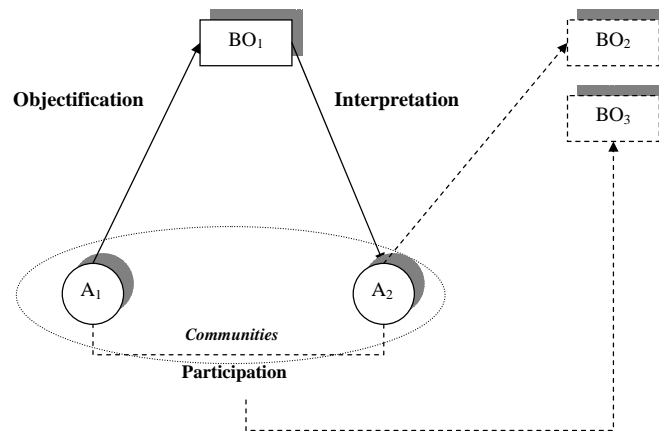 BO₁
BO₂
Objectification
Interpretation
BO₃
A₁
A₂
Communities
Participation